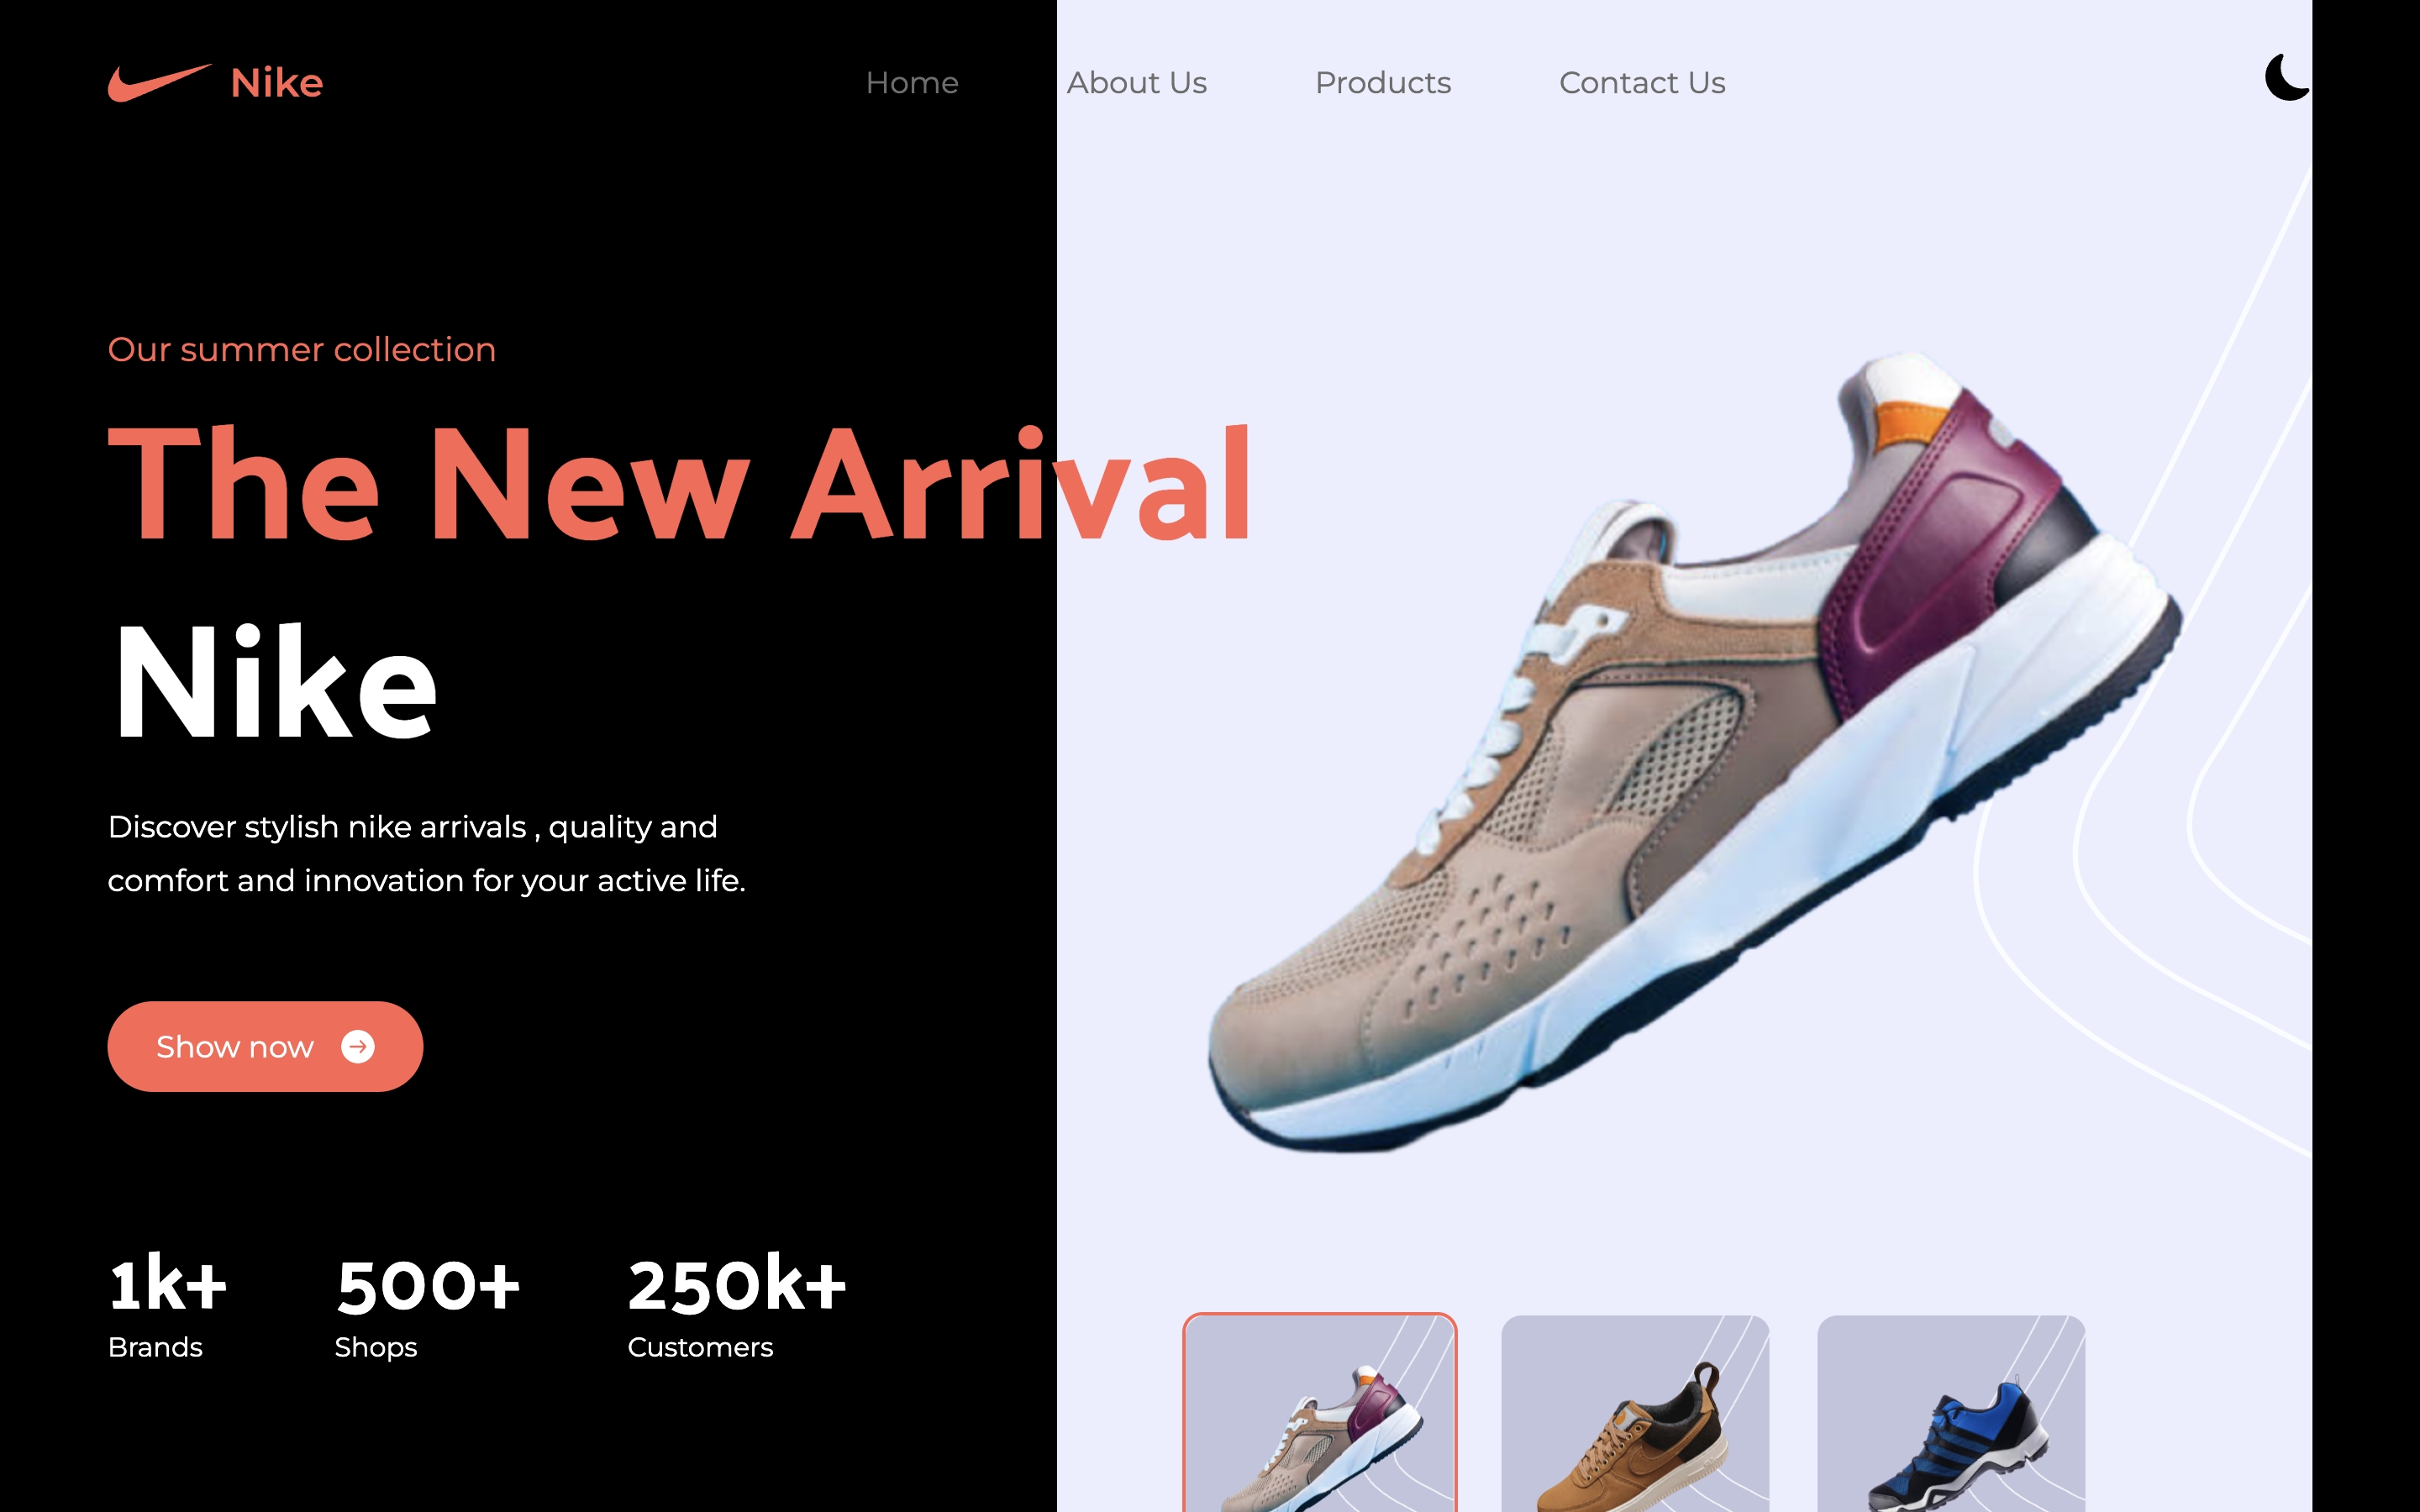 Nike
Home
About Us
Products
Contact Us
Our summer collection
The New Arrival
Nike
Discover stylish nike arrivals , quality and
comfort and innovation for your active life.
Show now
1k+
500+
250k+
Brands
Shops
Customers